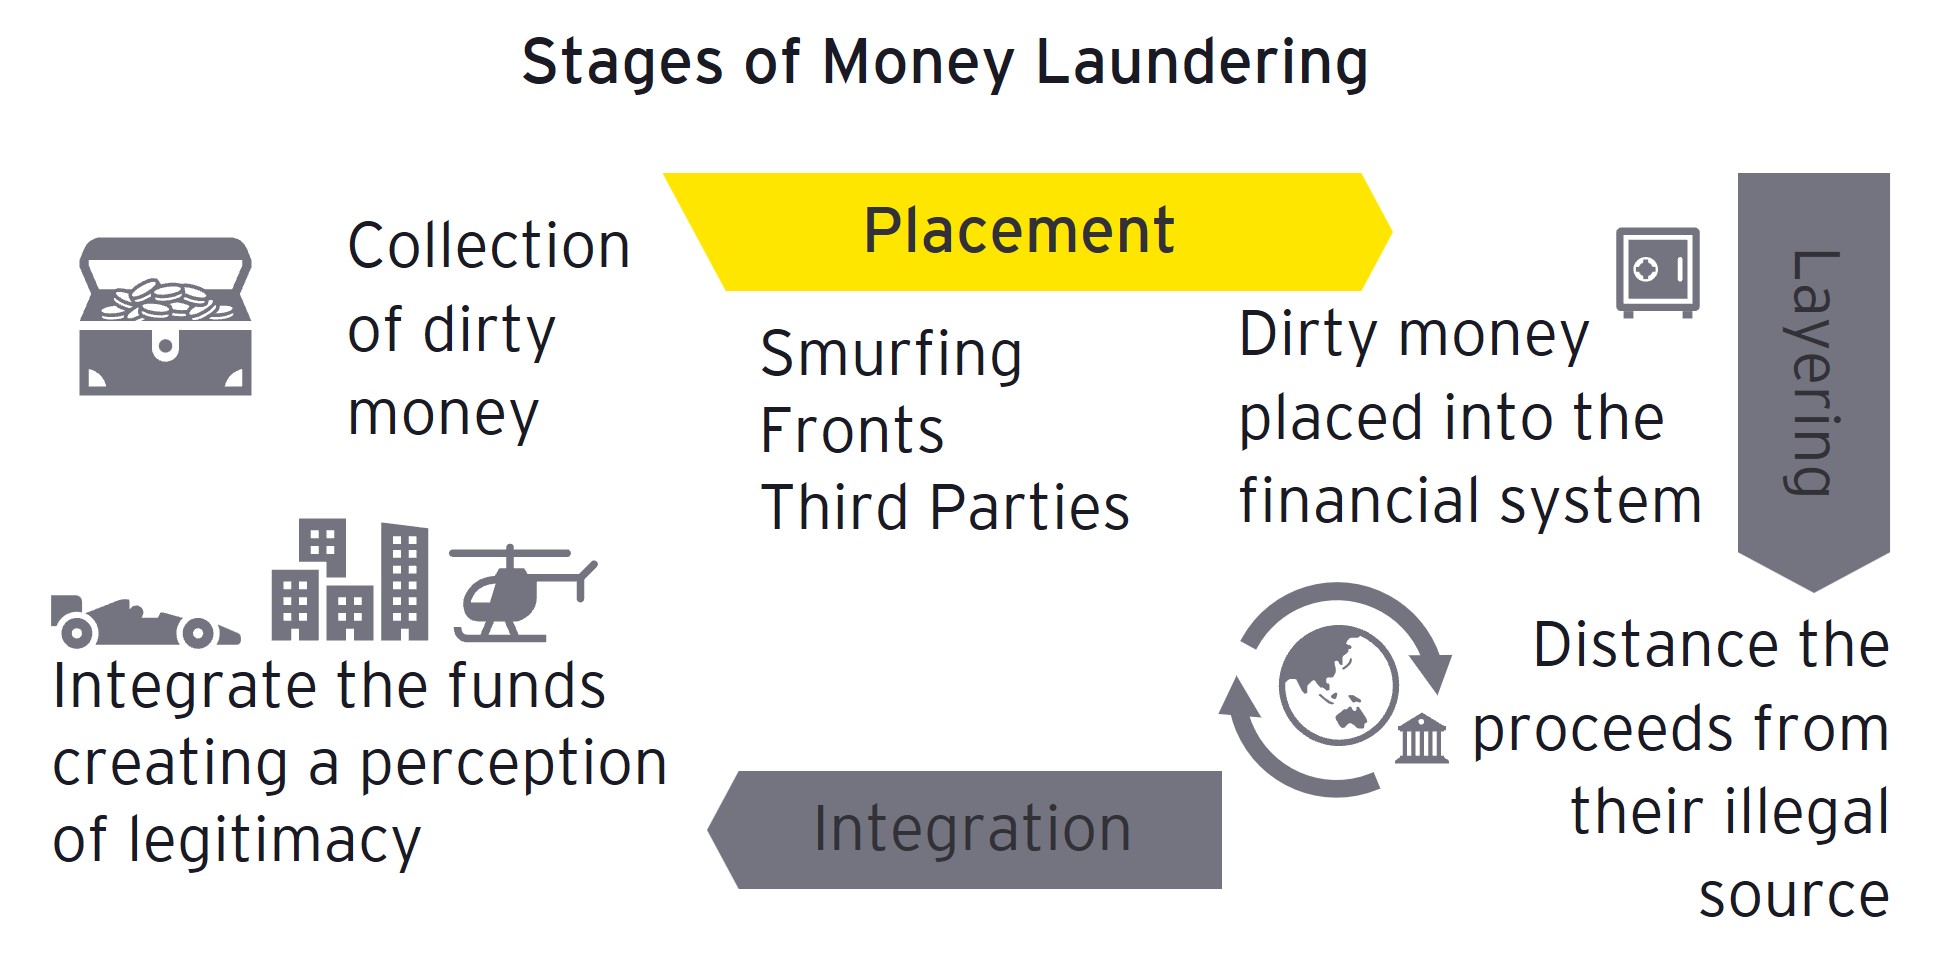 Stages of Money Laundering
Collection
of dirty
money
Placement
Smurfing
Fronts
Third Parties
Dirty money
placed into the
financial system
Layering
Distance the
proceeds from
their illegal
source
Integration
Integrate the funds
creating a perception
of legitimacy